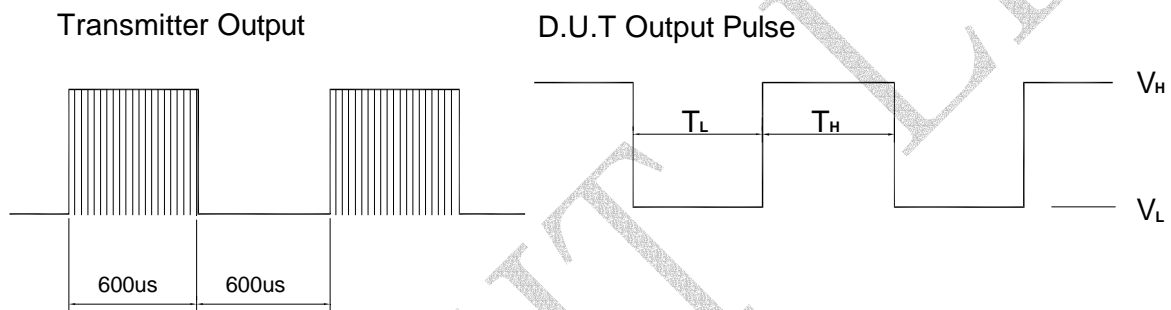 Transmitter Output
D.U.T Output Pulse
VH
TL TH
VL
600us 600us